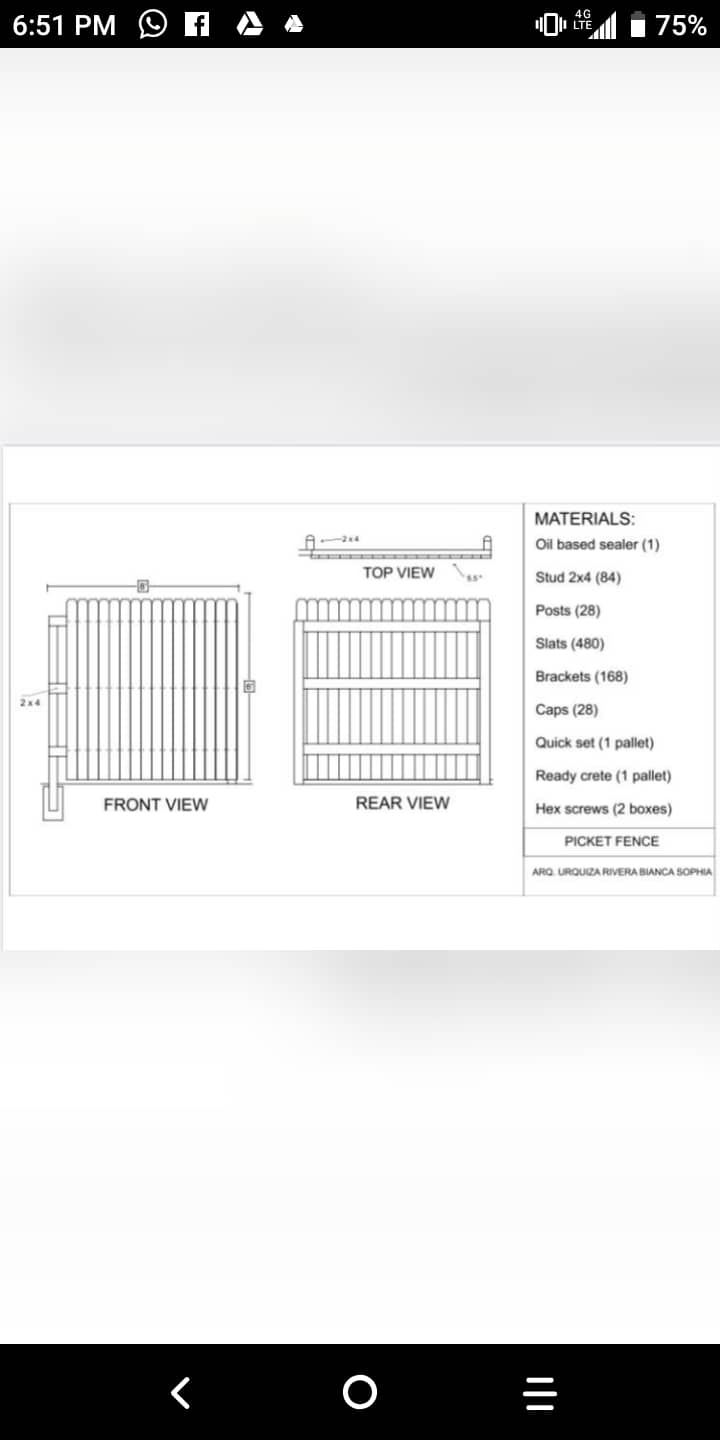 6:51 PM
4G
LTE
75%
MATERIALS:
Oil based sealer (1)
Stud 2x4 (84)
Posts (28)
Slats (480)
Brackets (168)
Caps (28)
Quick set (1 pallet)
Ready crete (1 pallet)
Hex screws (2 boxes)
PICKET FENCE
ARQ. URQUIZA RIVERA BIANCA SOPHIA
2x4
TOP VIEW
5.5"
8'
6'
2x4
FRONT VIEW
REAR VIEW